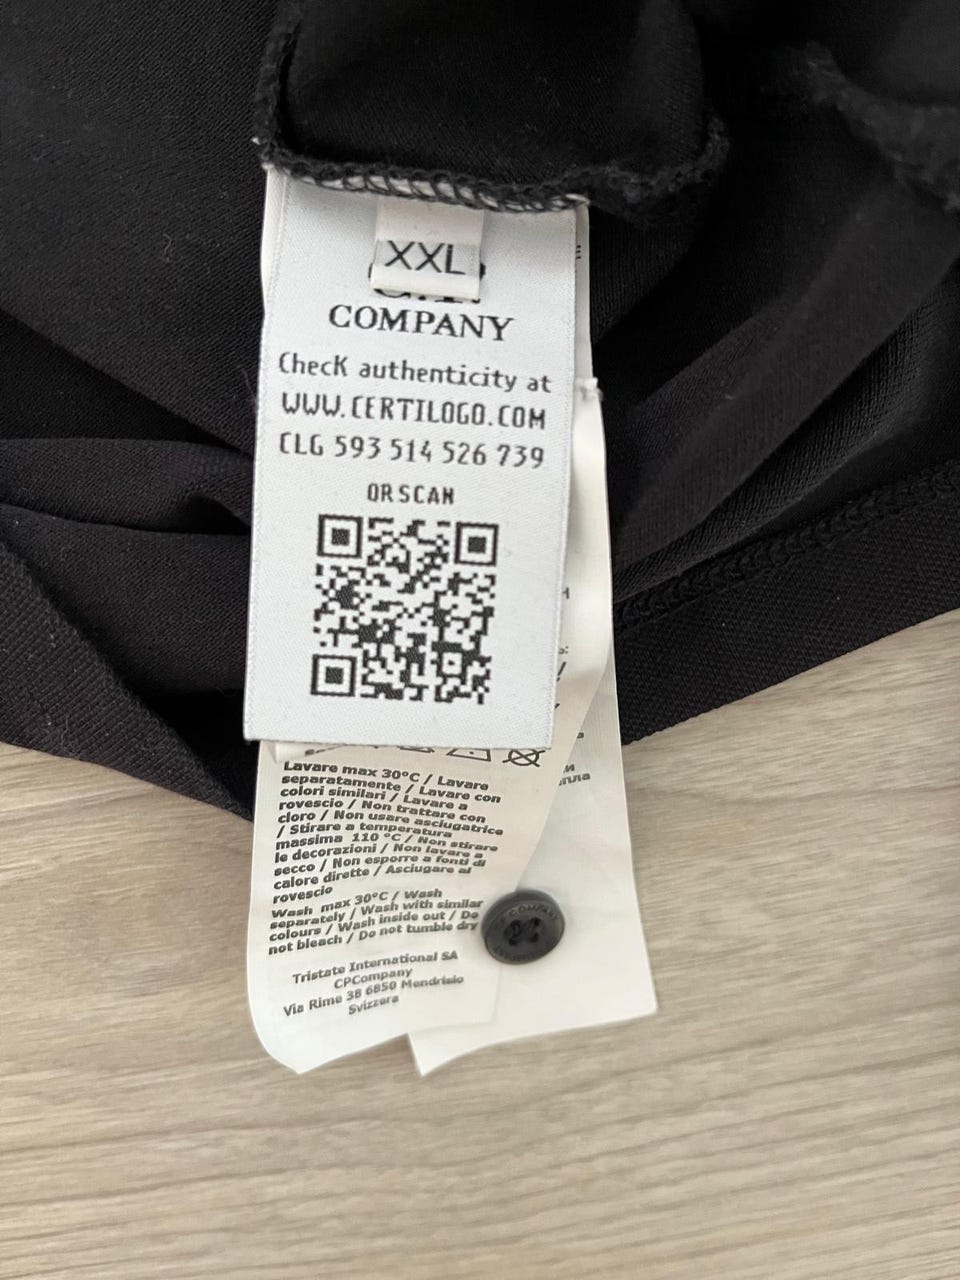 XXL
COMPANY
ChecK authenticity at
WWW.CERTILOGO.COM
CLG 593 514 526 739
OR SCAN
Lavare max 30°C / Lavare
separatamente / Lavare con
colori similari / Lavare a
rovescio / Non trattare con
cloro / Non usare asciugatrice
/ Stirare a temperatura
massima 110 °C / Non stirare
le decorazioni / Non lavare a
secco / Non esporre a fonti di
calore dirette / Asciugare al
rovescio
Wash max 30°C / Wash
separately / Wash with similar
colours / Wash inside out / Do
not bleach / Do not tumble dry
Tristate International SA
CPCompany
Via Rime 38 6850 Mendrisio
Svizzera
COMPANY